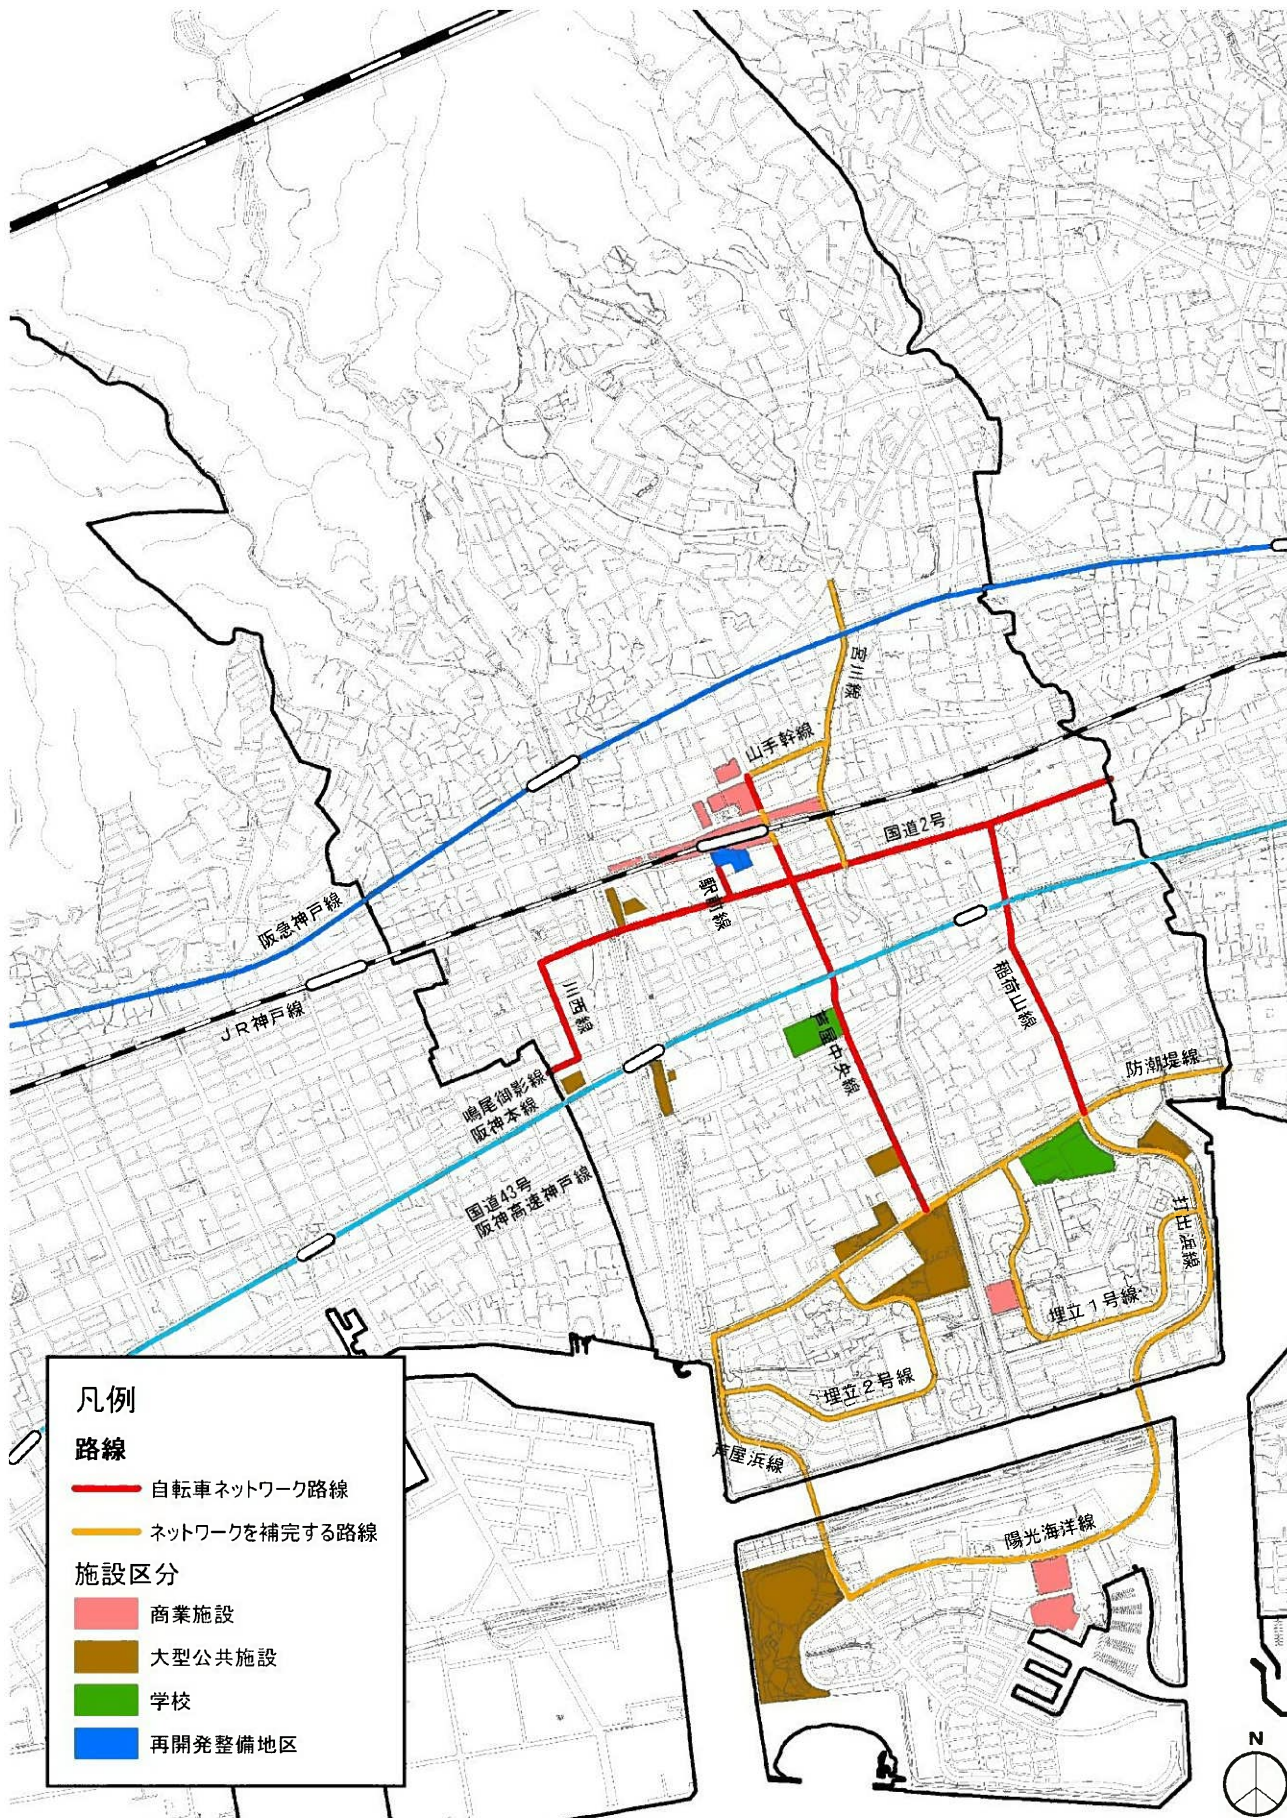 宮川線
山手幹線
国道2号
駅前線
阪急神戸線
JR神戸線
川西線
稲荷山線
芦屋中央線
防潮堤線
鳴尾御影線
阪神本線
国道43号
阪神高速神戸線
打出浜線
埋立1号線
埋立2号線
芦屋浜線
陽光海洋線
凡例
路線
自転車ネットワーク路線
ネットワークを補完する路線
施設区分
商業施設
大型公共施設
学校
再開発整備地区
N